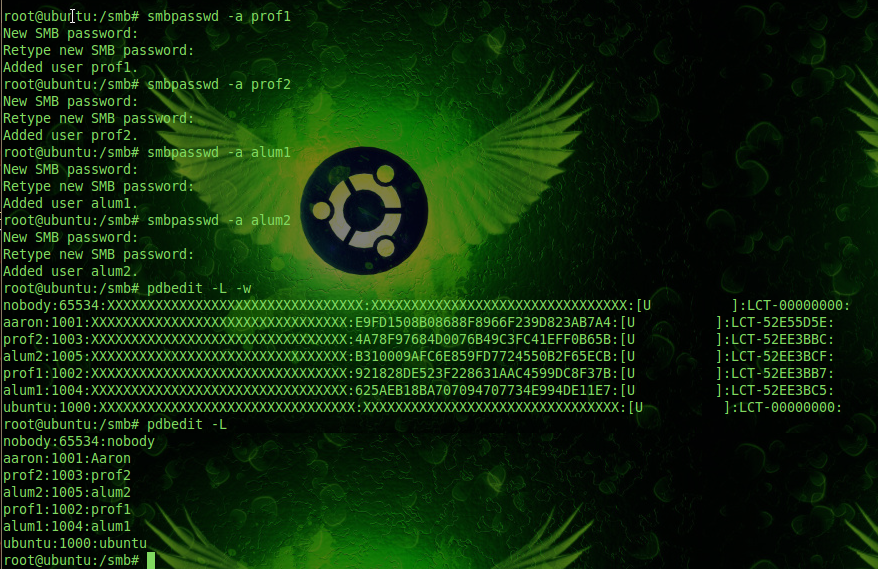 root@ubuntu:/smb# smbpasswd -a prof1
New SMB password:
Retype new SMB password:
Added user prof1.
root@ubuntu:/smb# smbpasswd -a prof2
New SMB password:
Retype new SMB password:
Added user prof2.
root@ubuntu:/smb# smbpasswd -a alum1
New SMB password:
Retype new SMB password:
Added user alum1.
root@ubuntu:/smb# smbpasswd -a alum2
New SMB password:
Retype new SMB password:
Added user alum2.
root@ubuntu:/smb# pdbedit -L -w
nobody:65534:XXXXXXXXXXXXXXXXXXXXXXXXXXXXXXXX:XXXXXXXXXXXXXXXXXXXXXXXXXXXXXXXX:[U          ]:LCT-00000000:
aaron:1001:XXXXXXXXXXXXXXXXXXXXXXXXXXXXXXXX:E9FD1508B08688F8966F239D823AB7A4:[U          ]:LCT-52E55D5E:
prof2:1003:XXXXXXXXXXXXXXXXXXXXXXXXXXXXXXXX:4A78F97684D0076B49C3FC41EFF0B65B:[U          ]:LCT-52EE3BBC:
alum2:1005:XXXXXXXXXXXXXXXXXXXXXXXXXXXXXXXX:B310009AFC6E859FD7724550B2F65ECB:[U          ]:LCT-52EE3BCF:
prof1:1002:XXXXXXXXXXXXXXXXXXXXXXXXXXXXXXXX:921828DE523F228631AAC4599DC8F37B:[U          ]:LCT-52EE3BB7:
alum1:1004:XXXXXXXXXXXXXXXXXXXXXXXXXXXXXXXX:625AEB18BA707094707734E994DE11E7:[U          ]:LCT-52EE3BC5:
ubuntu:1000:XXXXXXXXXXXXXXXXXXXXXXXXXXXXXXXX:XXXXXXXXXXXXXXXXXXXXXXXXXXXXXXXX:[U          ]:LCT-00000000:
root@ubuntu:/smb# pdbedit -L
nobody:65534:nobody
aaron:1001:Aaron
prof2:1003:prof2
alum2:1005:alum2
prof1:1002:prof1
alum1:1004:alum1
ubuntu:1000:ubuntu
root@ubuntu:/smb#